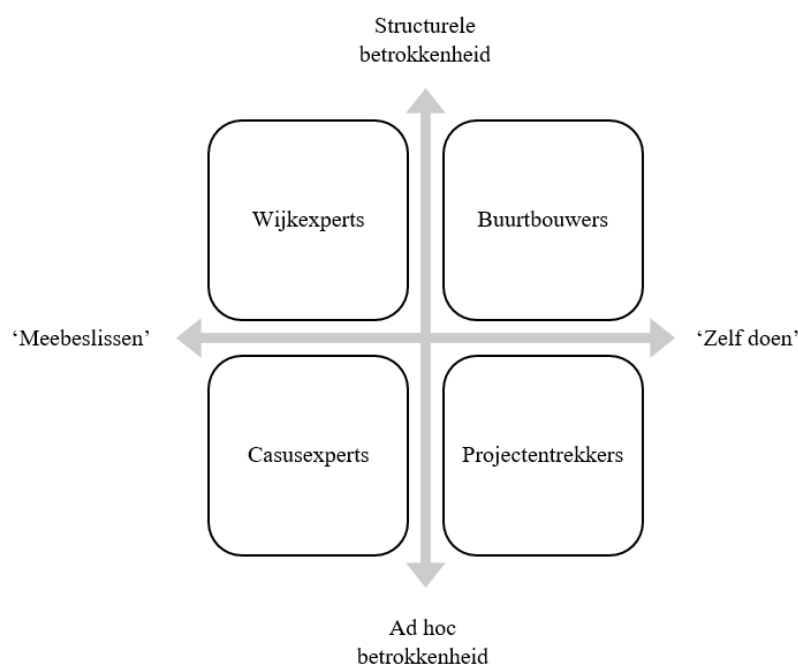 Structurele
betrokkenheid
Wijkexperts
Buurtbouwers
‘Meebeslissen’
‘Zelf doen’
Casusexperts
Projectentrekkers
Ad hoc
betrokkenheid